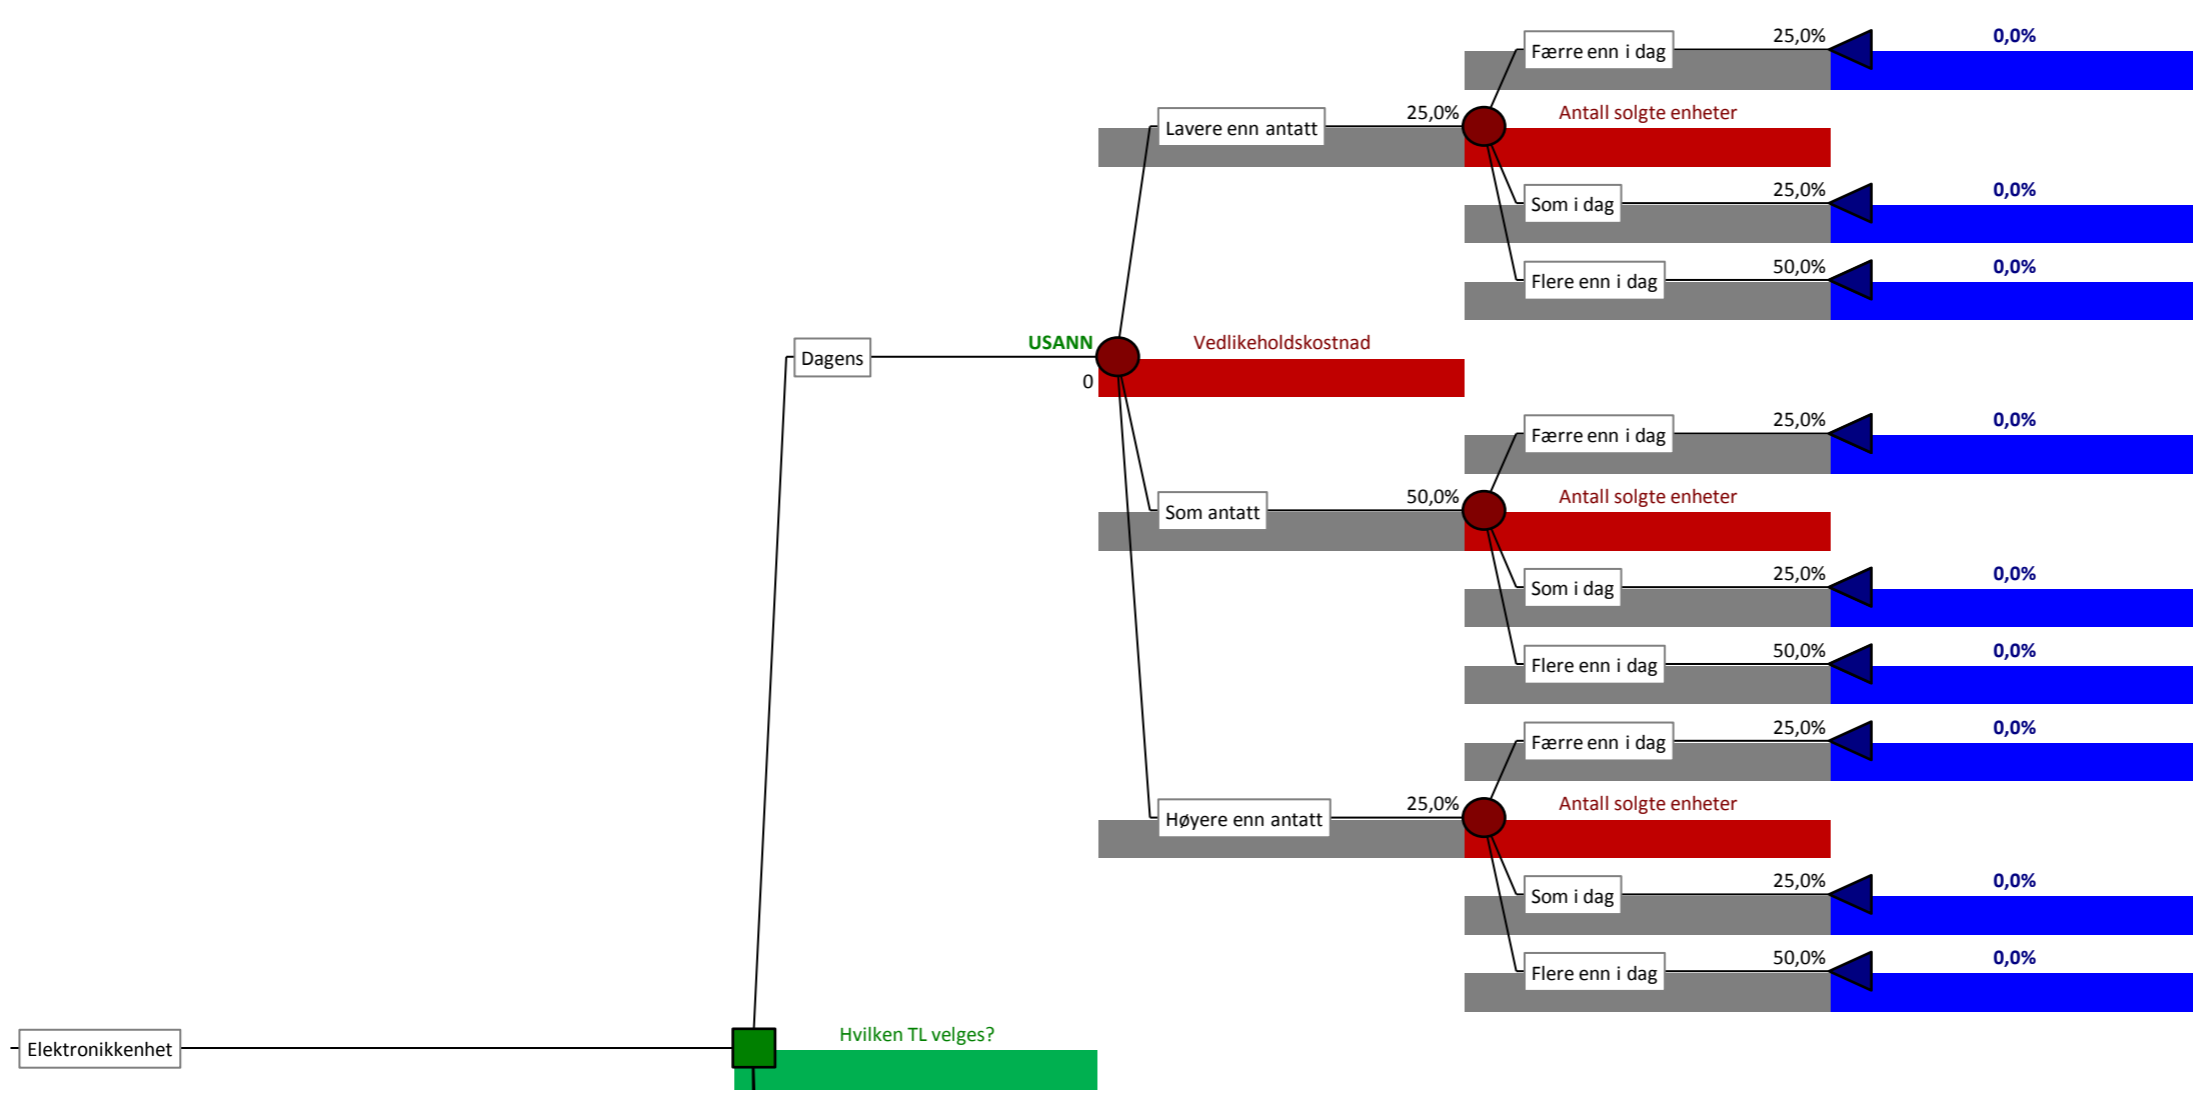 Færre enn i dag 25,0% 0,0%
Lavere enn antatt 25,0% Antall solgte enheter
Som i dag 25,0% 0,0%
Flere enn i dag 50,0% 0,0%
Dagens USANN Vedlikeholdskostnad
0
Færre enn i dag 25,0% 0,0%
Som antatt 50,0% Antall solgte enheter
Som i dag 25,0% 0,0%
Flere enn i dag 50,0% 0,0%
Færre enn i dag 25,0% 0,0%
Høyere enn antatt 25,0% Antall solgte enheter
Som i dag 25,0% 0,0%
Flere enn i dag 50,0% 0,0%
Elektronikkenhet Hvilken TL velges?